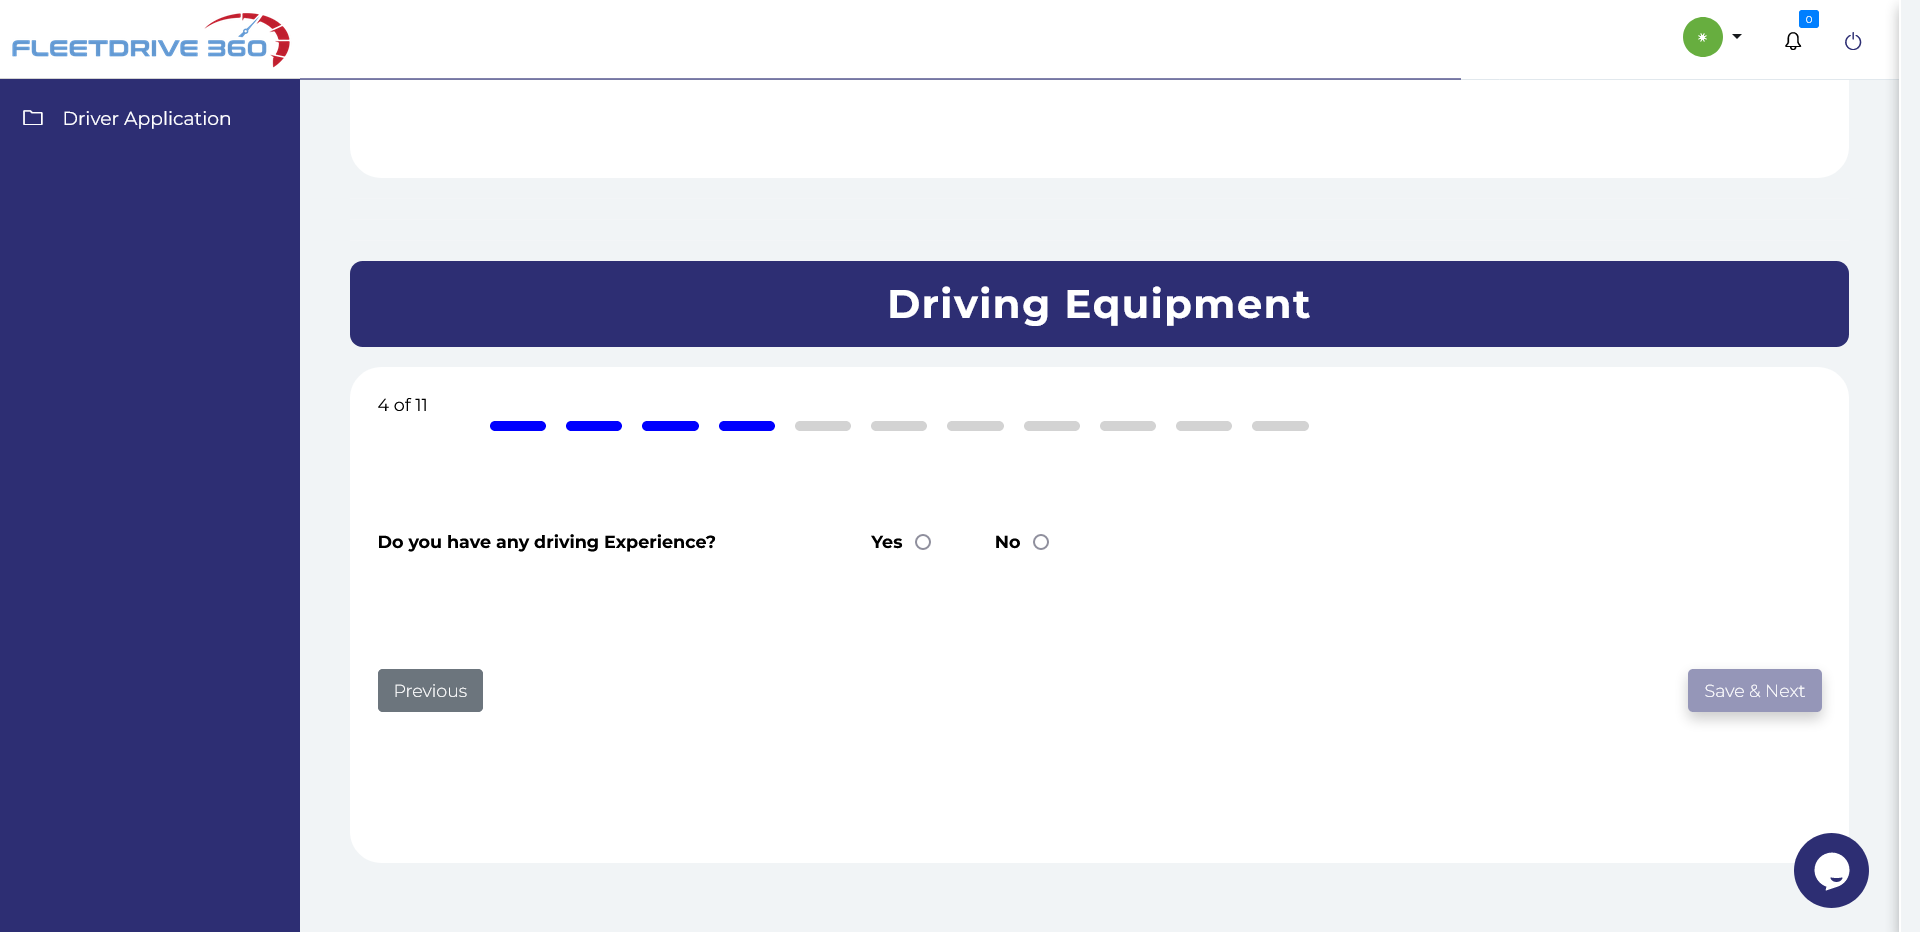 FLEETDRIVE 360
0
Driver Application
Driving Equipment
4 of 11
Do you have any driving Experience? Yes No
Previous Save & Next